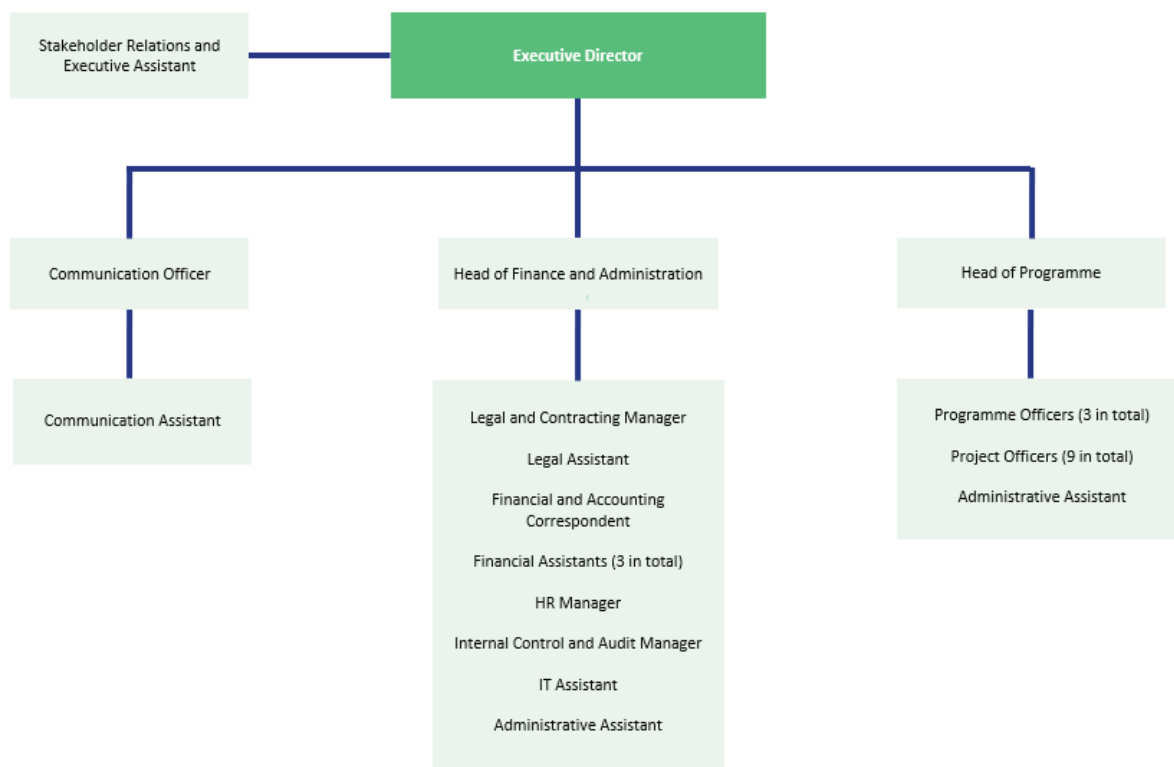 Stakeholder Relations and
Executive Assistant
Executive Director
Communication Officer
Head of Finance and Administration
Head of Programme
Communication Assistant
Legal and Contracting Manager
Legal Assistant
Financial and Accounting
Correspondent
Financial Assistants (3 in total)
HR Manager
Internal Control and Audit Manager
IT Assistant
Administrative Assistant
Programme Officers (3 in total)
Project Officers (9 in total)
Administrative Assistant